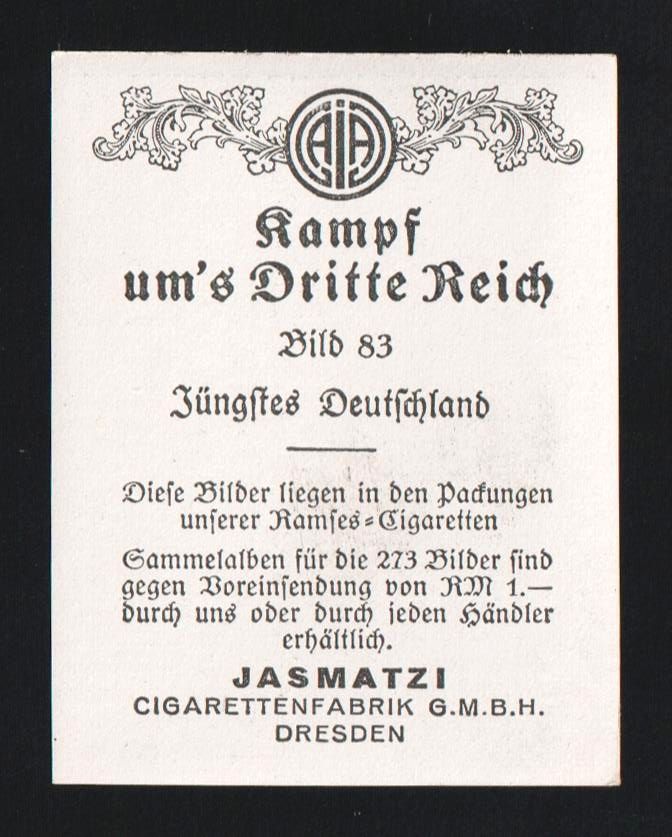 AJA
Kampf
um's Dritte Reich
Bild 83
Jüngstes Deutschland
Diese Bilder liegen in den Packungen
unserer Ramses-Cigaretten
Sammelalben für die 273 Bilder sind
gegen Voreinsendung von RM 1.—
durch uns oder durch jeden Händler
erhältlich.
JASMATZI
CIGARETTENFABRIK G.M.B.H.
DRESDEN